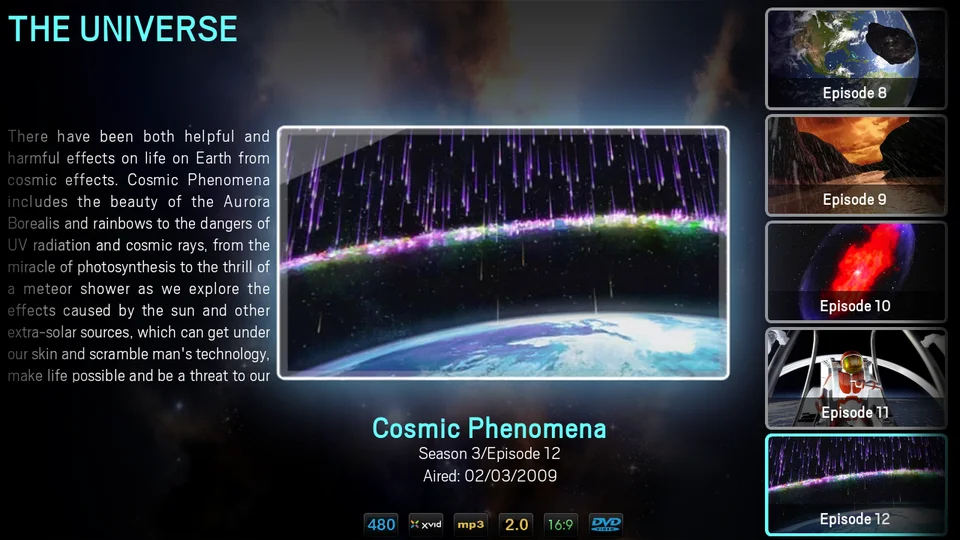 THE UNIVERSE
There have been both helpful and
harmful effects on life on Earth from
cosmic effects. Cosmic Phenomena
includes the beauty of the Aurora
Borealis and rainbows to the dangers of
UV radiation and cosmic rays, from the
miracle of photosynthesis to the thrill of
a meteor shower as we explore the
effects caused by the sun and other
extra-solar sources, which can get under
our skin and scramble man's technology,
make life possible and be a threat to our
Cosmic Phenomena
Season 3/Episode 12
Aired: 02/03/2009
480 xvid mp3 2.0 16:9 DVD VIDEO
Episode 8
Episode 9
Episode 10
Episode 11
Episode 12